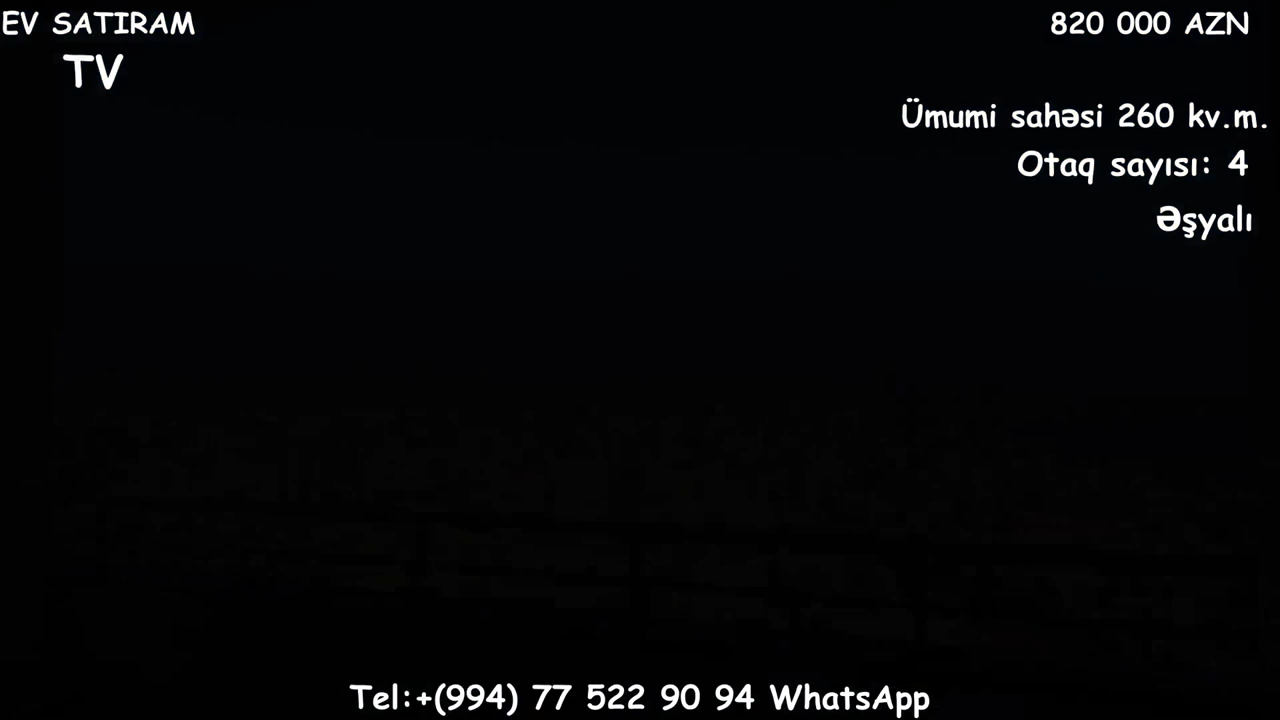 EV SATIRAM
TV
820 000 AZN
Ümumi sahəsi 260 kv.m.
Otaq sayısı: 4
Əşyalı
Tel:+(994) 77 522 90 94 WhatsApp